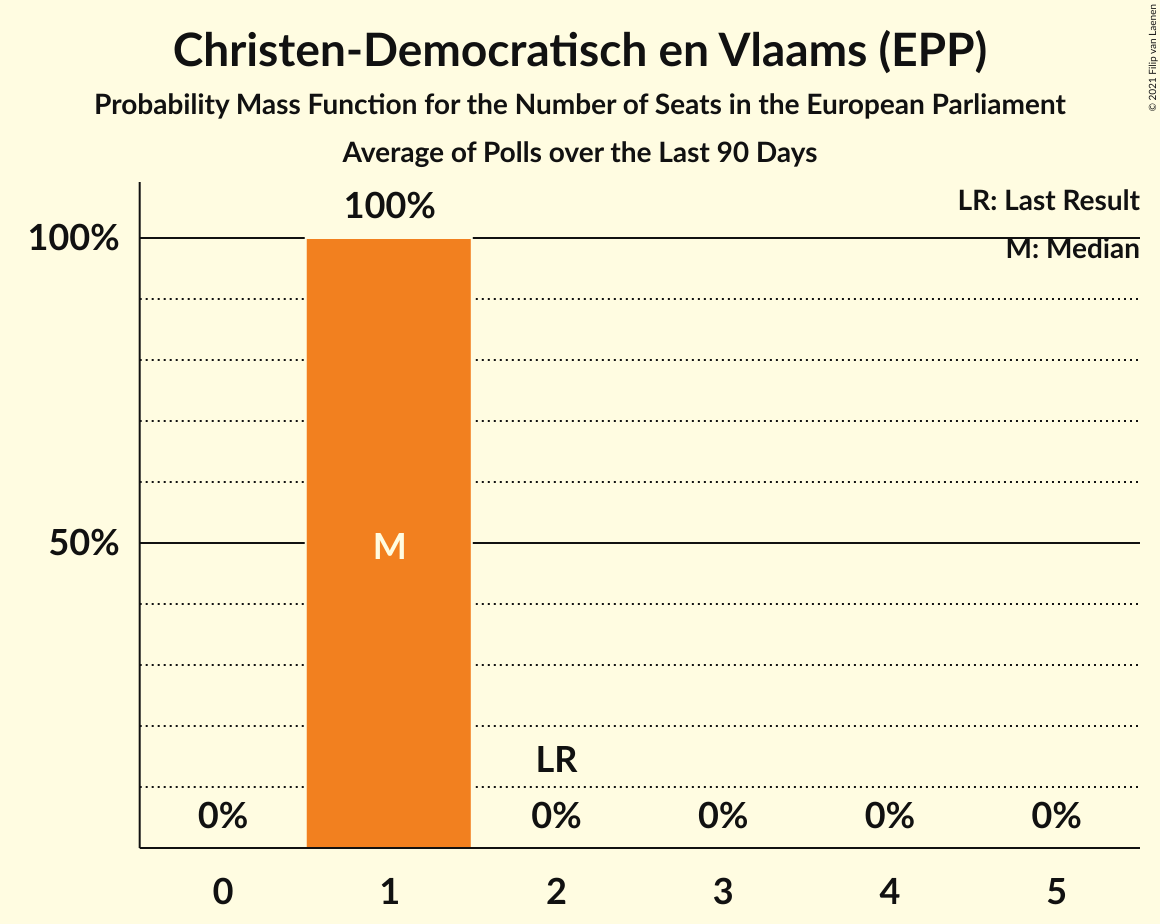 Christen-Democratisch en Vlaams (EPP)
Probability Mass Function for the Number of Seats in the European Parliament
Average of Polls over the Last 90 Days
© 2021 Filip van Laenen
LR: Last Result
M: Median
100%
100%
50%
M
LR
0%
0%
0%
0%
0%
0
1
2
3
4
5